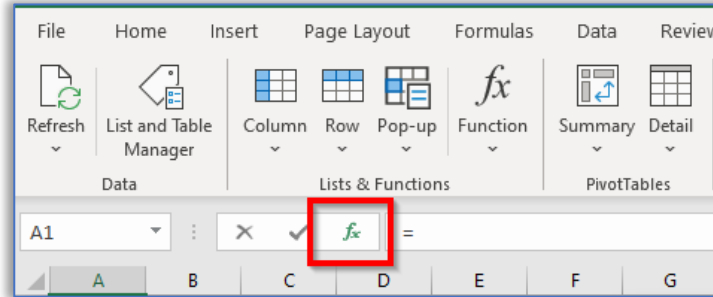 File Home Insert Page Layout Formulas Data Review
fx
Refresh List and Table Manager Column Row Pop-up Function Summary Detail
Data Lists & Functions PivotTables
A1 fx =
A B C D E F G